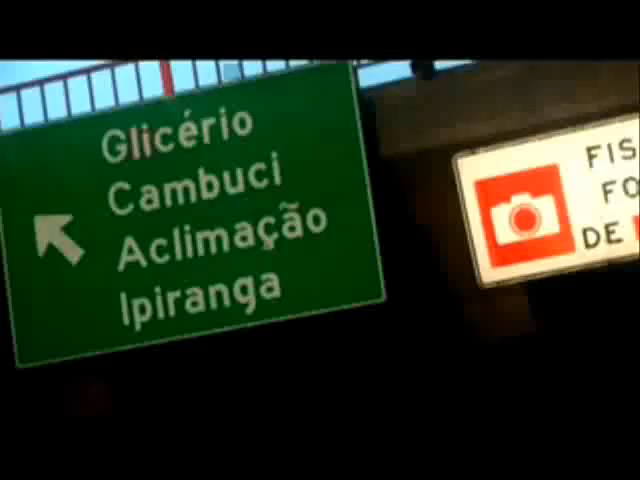 Glicério
Cambuci
Aclimação
Ipiranga
FIS
FO
DE